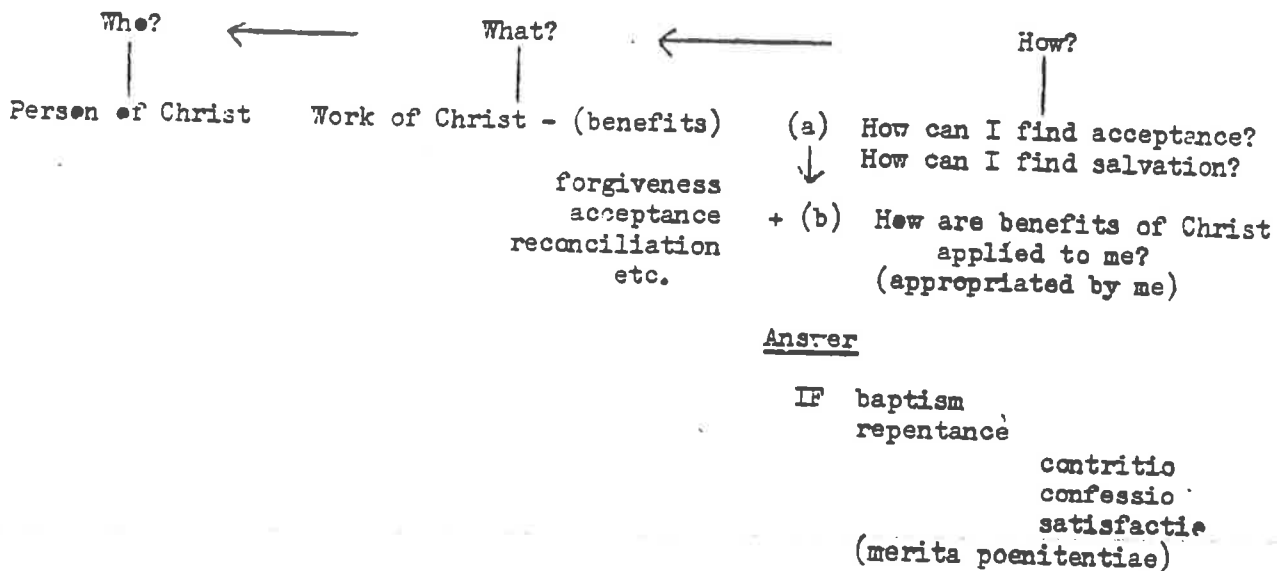 Who? What? How?
Person of Christ Work of Christ - (benefits) (a) How can I find acceptance?
How can I find salvation?
forgiveness
acceptance + (b) How are benefits of Christ
reconciliation applied to me?
etc. (appropriated by me)
Answer
IF baptism
repentance
contritio
confessio
satisfactio
(merita poenitentiae)